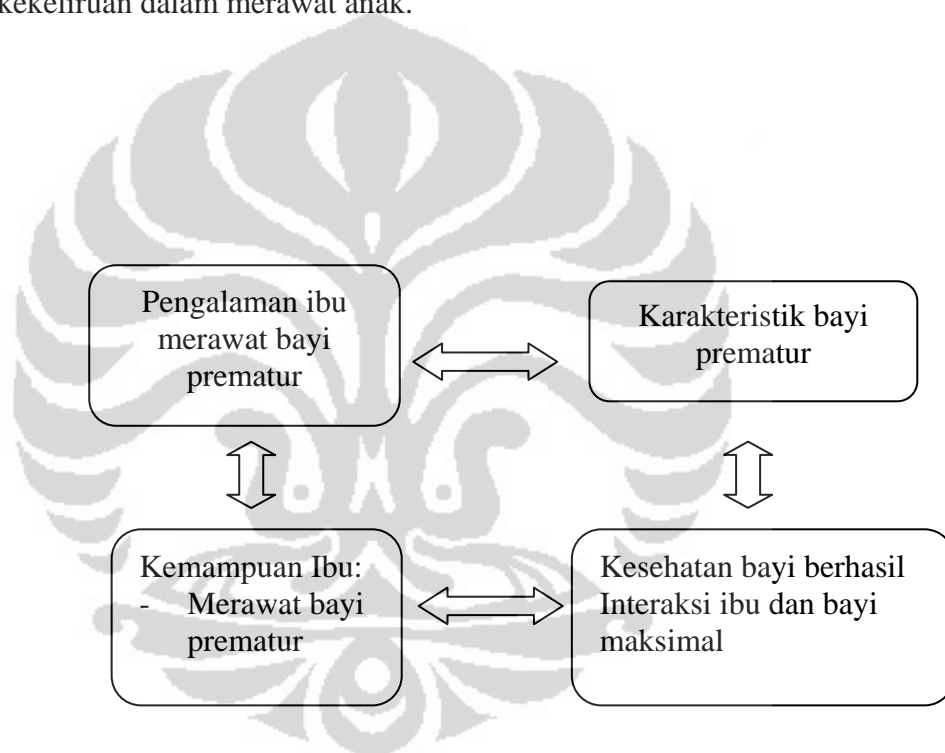 kekeliruan dalam merawat anak.
Pengalaman ibu
merawat bayi
prematur
Karakteristik bayi
prematur
Kemampuan Ibu:
- Merawat bayi
prematur
Kesehatan bayi berhasil
Interaksi ibu dan bayi
maksimal